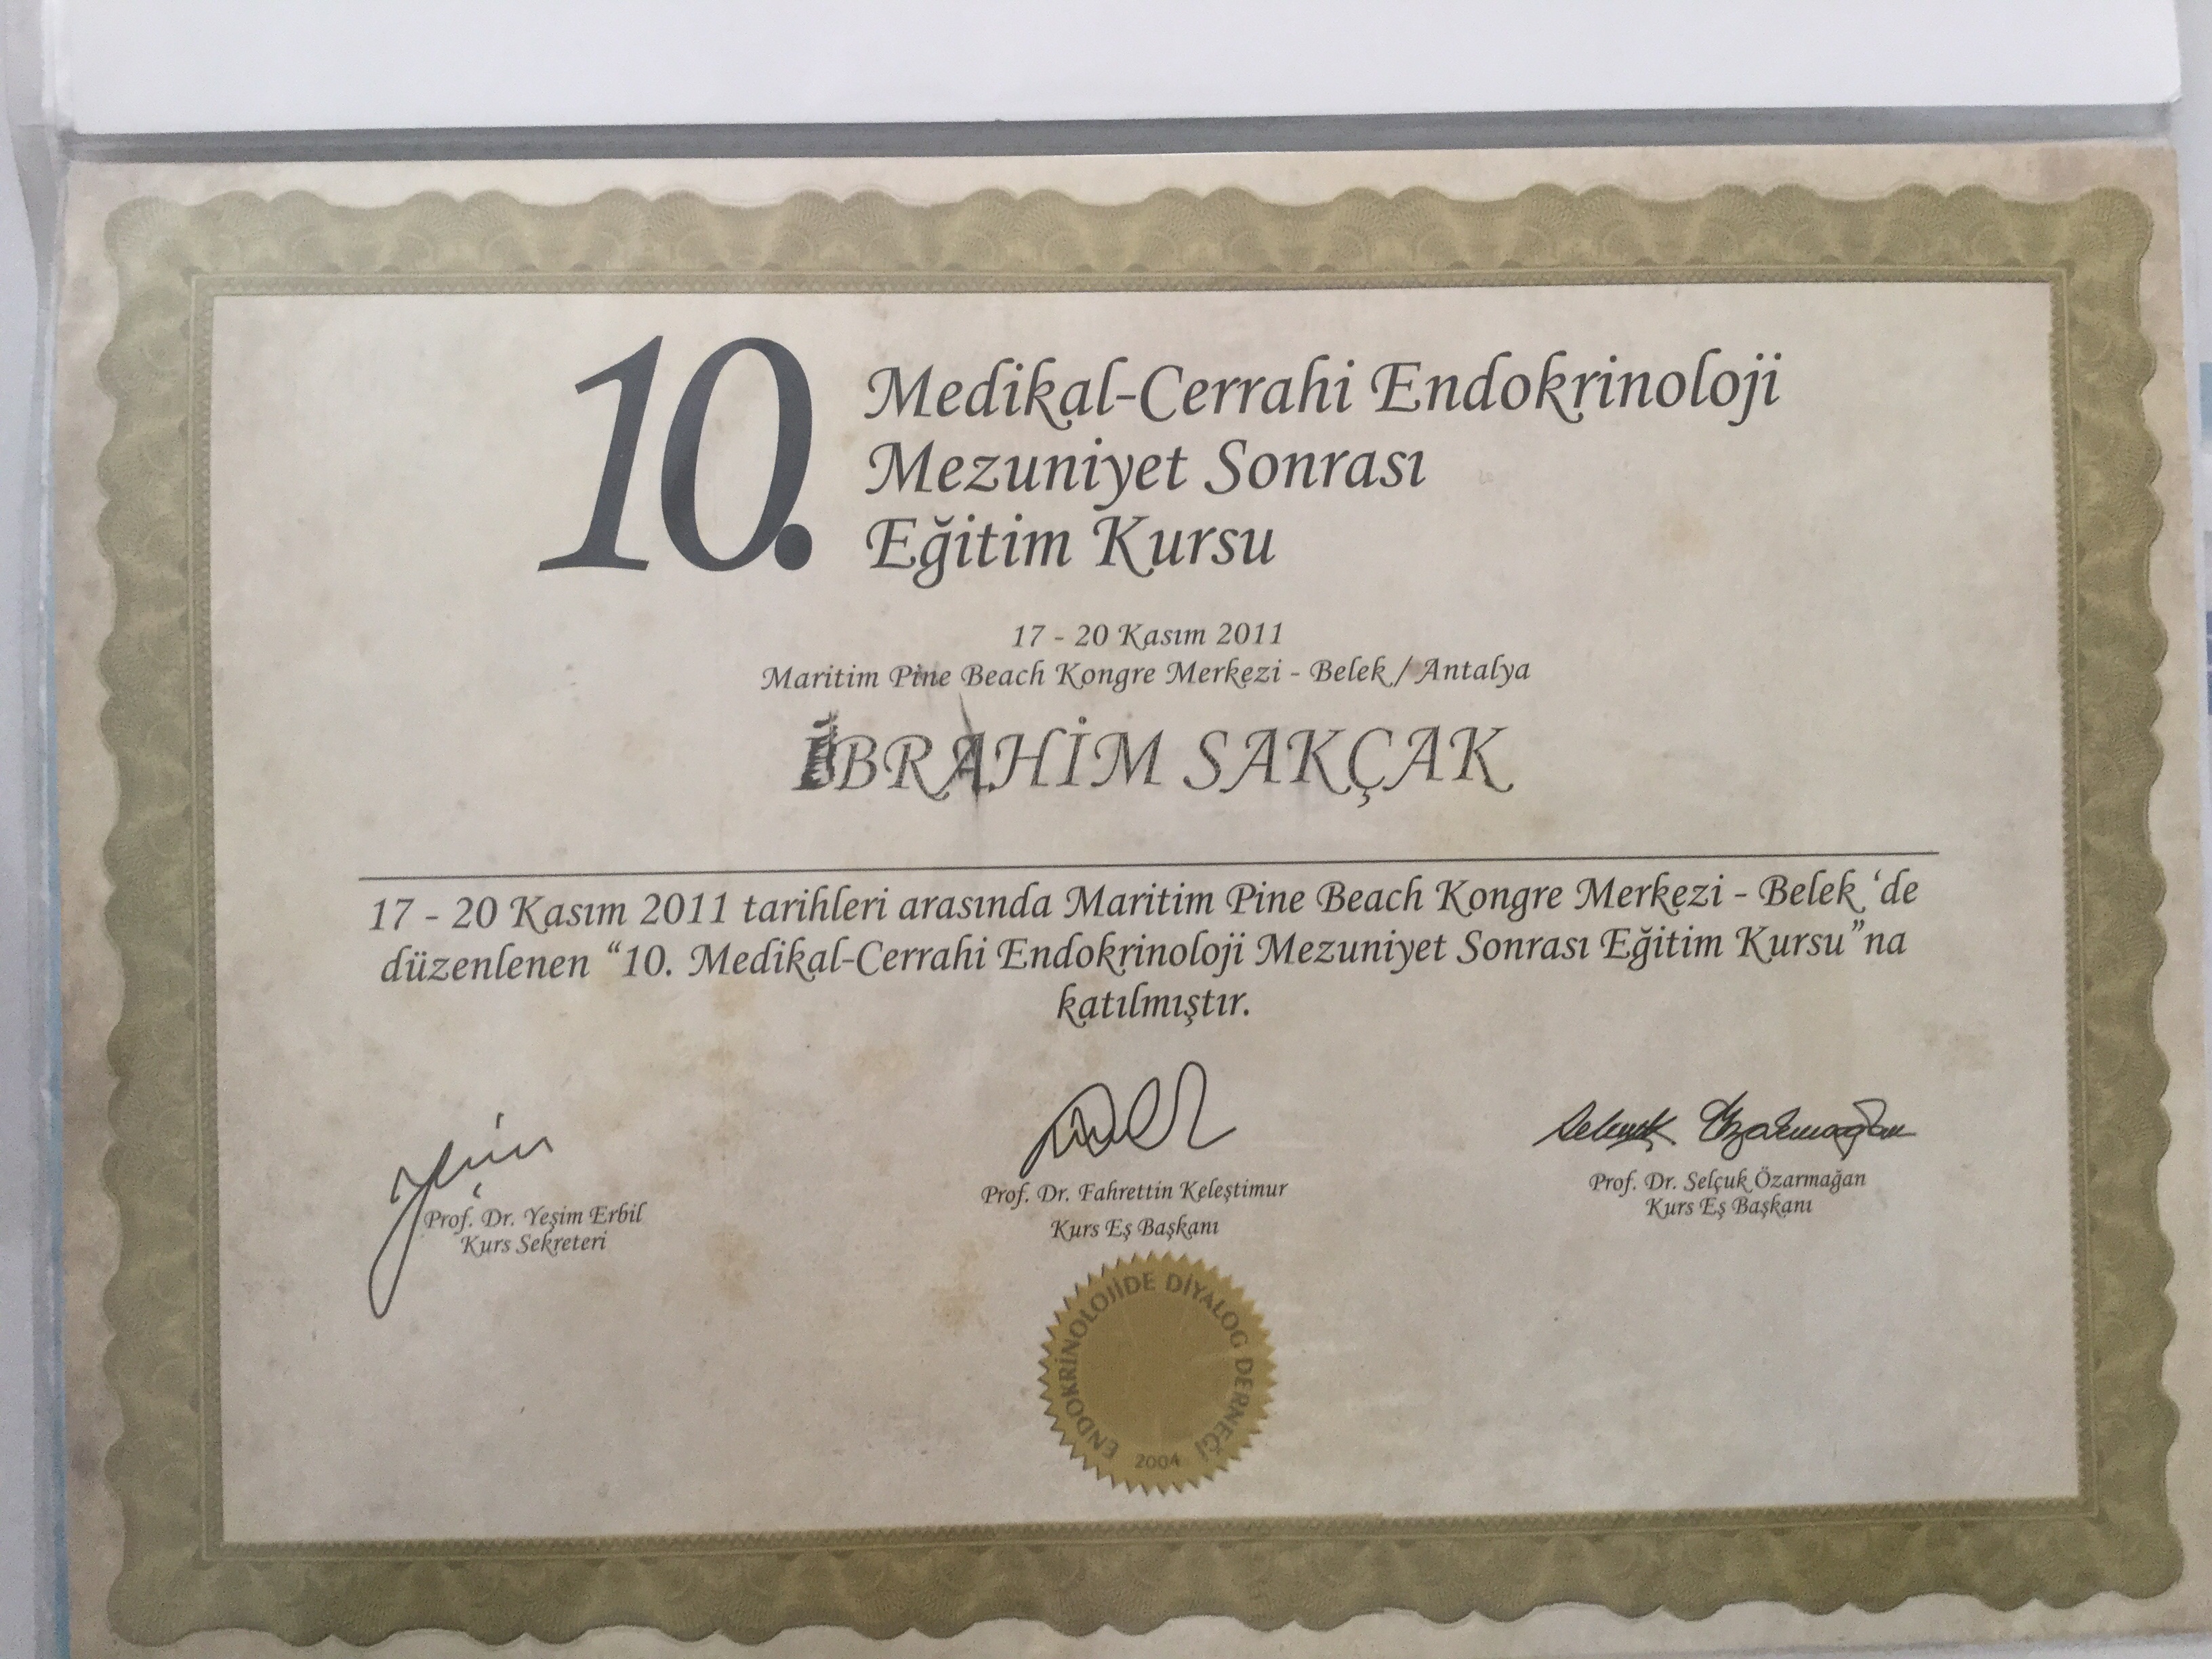 10. Medikal-Cerrahi Endokrinoloji
Mezuniyet Sonrası
Eğitim Kursu
17 - 20 Kasım 2011
Maritim Pine Beach Kongre Merkezi - Belek / Antalya
İBRAHİM SAKÇAK
17 - 20 Kasım 2011 tarihleri arasında Maritim Pine Beach Kongre Merkezi - Belek ‘de
düzenlenen “10. Medikal-Cerrahi Endokrinoloji Mezuniyet Sonrası Eğitim Kursu”na
katılmıştır.
Selçuk Özarmağan
Prof. Dr. Yeşim Erbil
Kurs Sekreteri
Prof. Dr. Fahrettin Keleştimur
Kurs Eş Başkanı
Prof. Dr. Selçuk Özarmağan
Kurs Eş Başkanı
ENDOKRİNOLOJİDE DİYALOG DERNEĞİ
2004